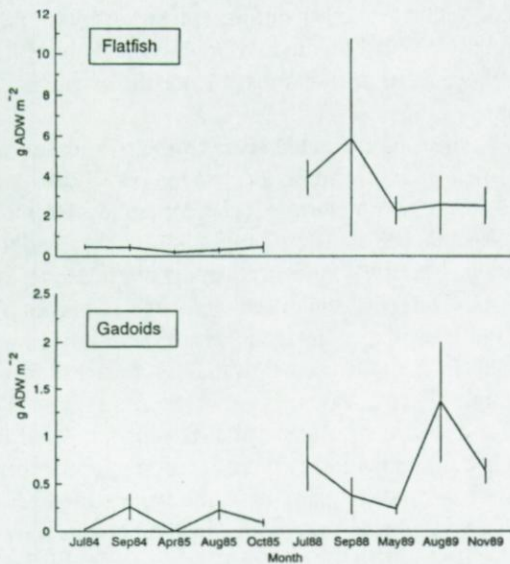 12
Flatfish
10
8
g ADW m⁻²
6
4
2
0
2.5
Gadoids
2
g ADW m⁻²
1.5
1
0.5
0
Jul84 Sep84 Apr85 Aug85 Oct85 Jul88 Sep88 May89 Aug89 Nov89
Month